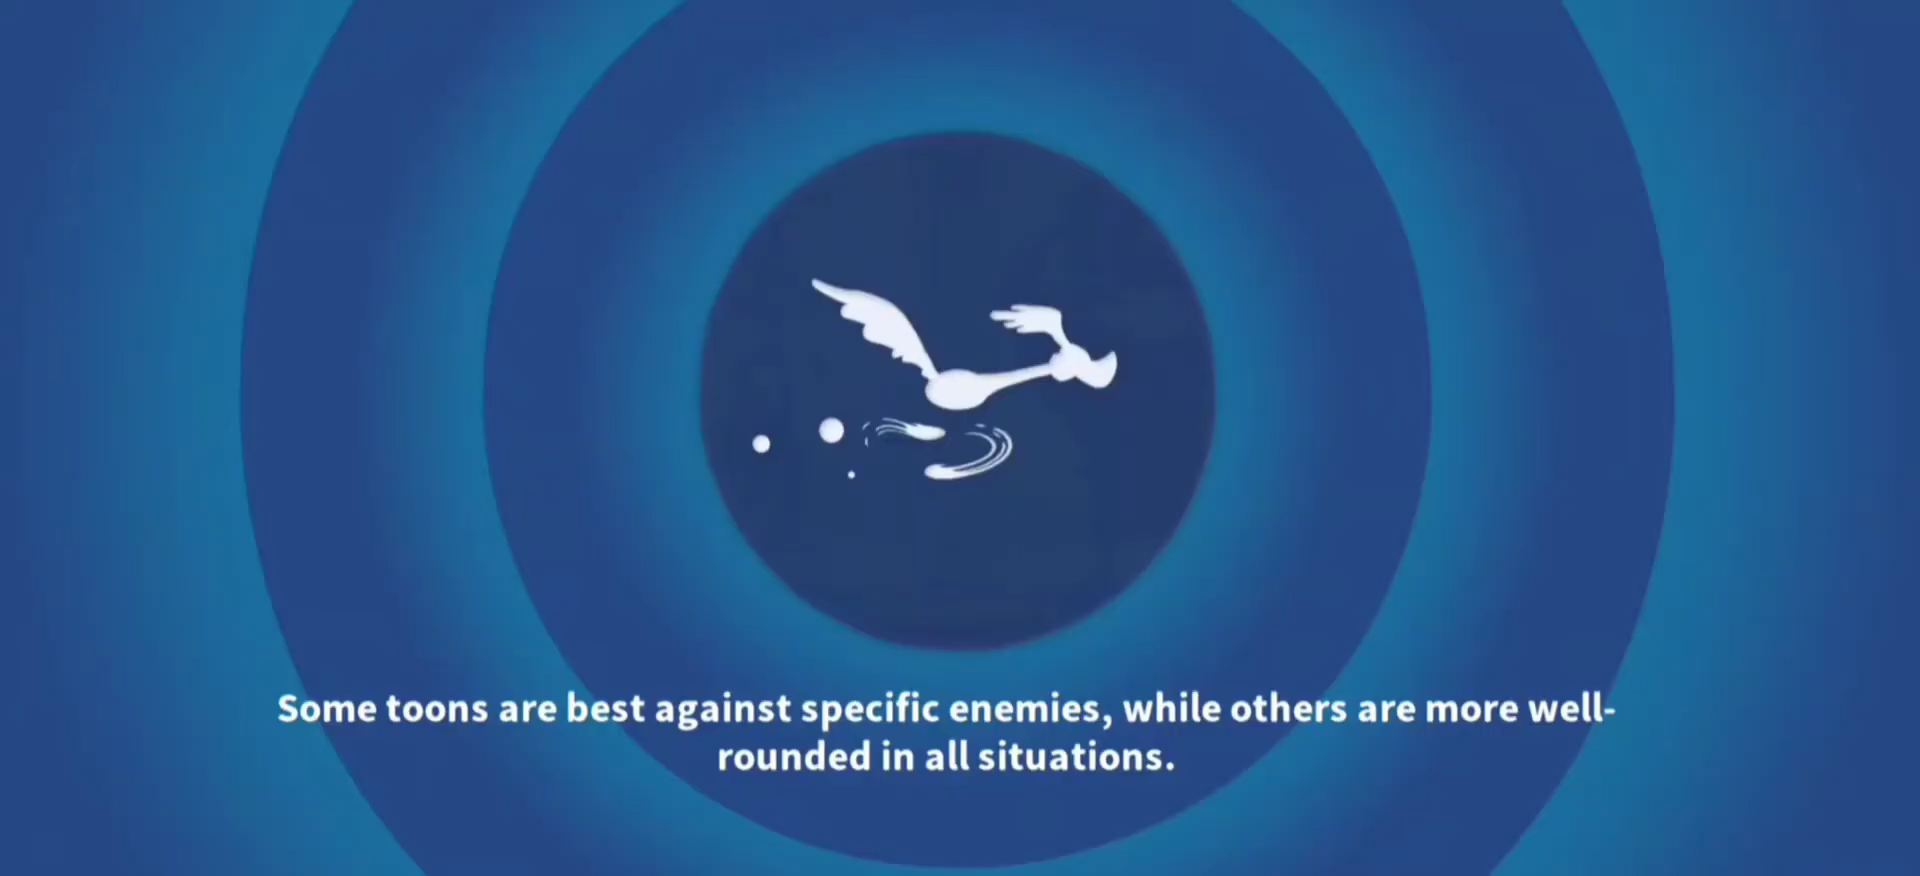 Some toons are best against specific enemies, while others are more well-
rounded in all situations.